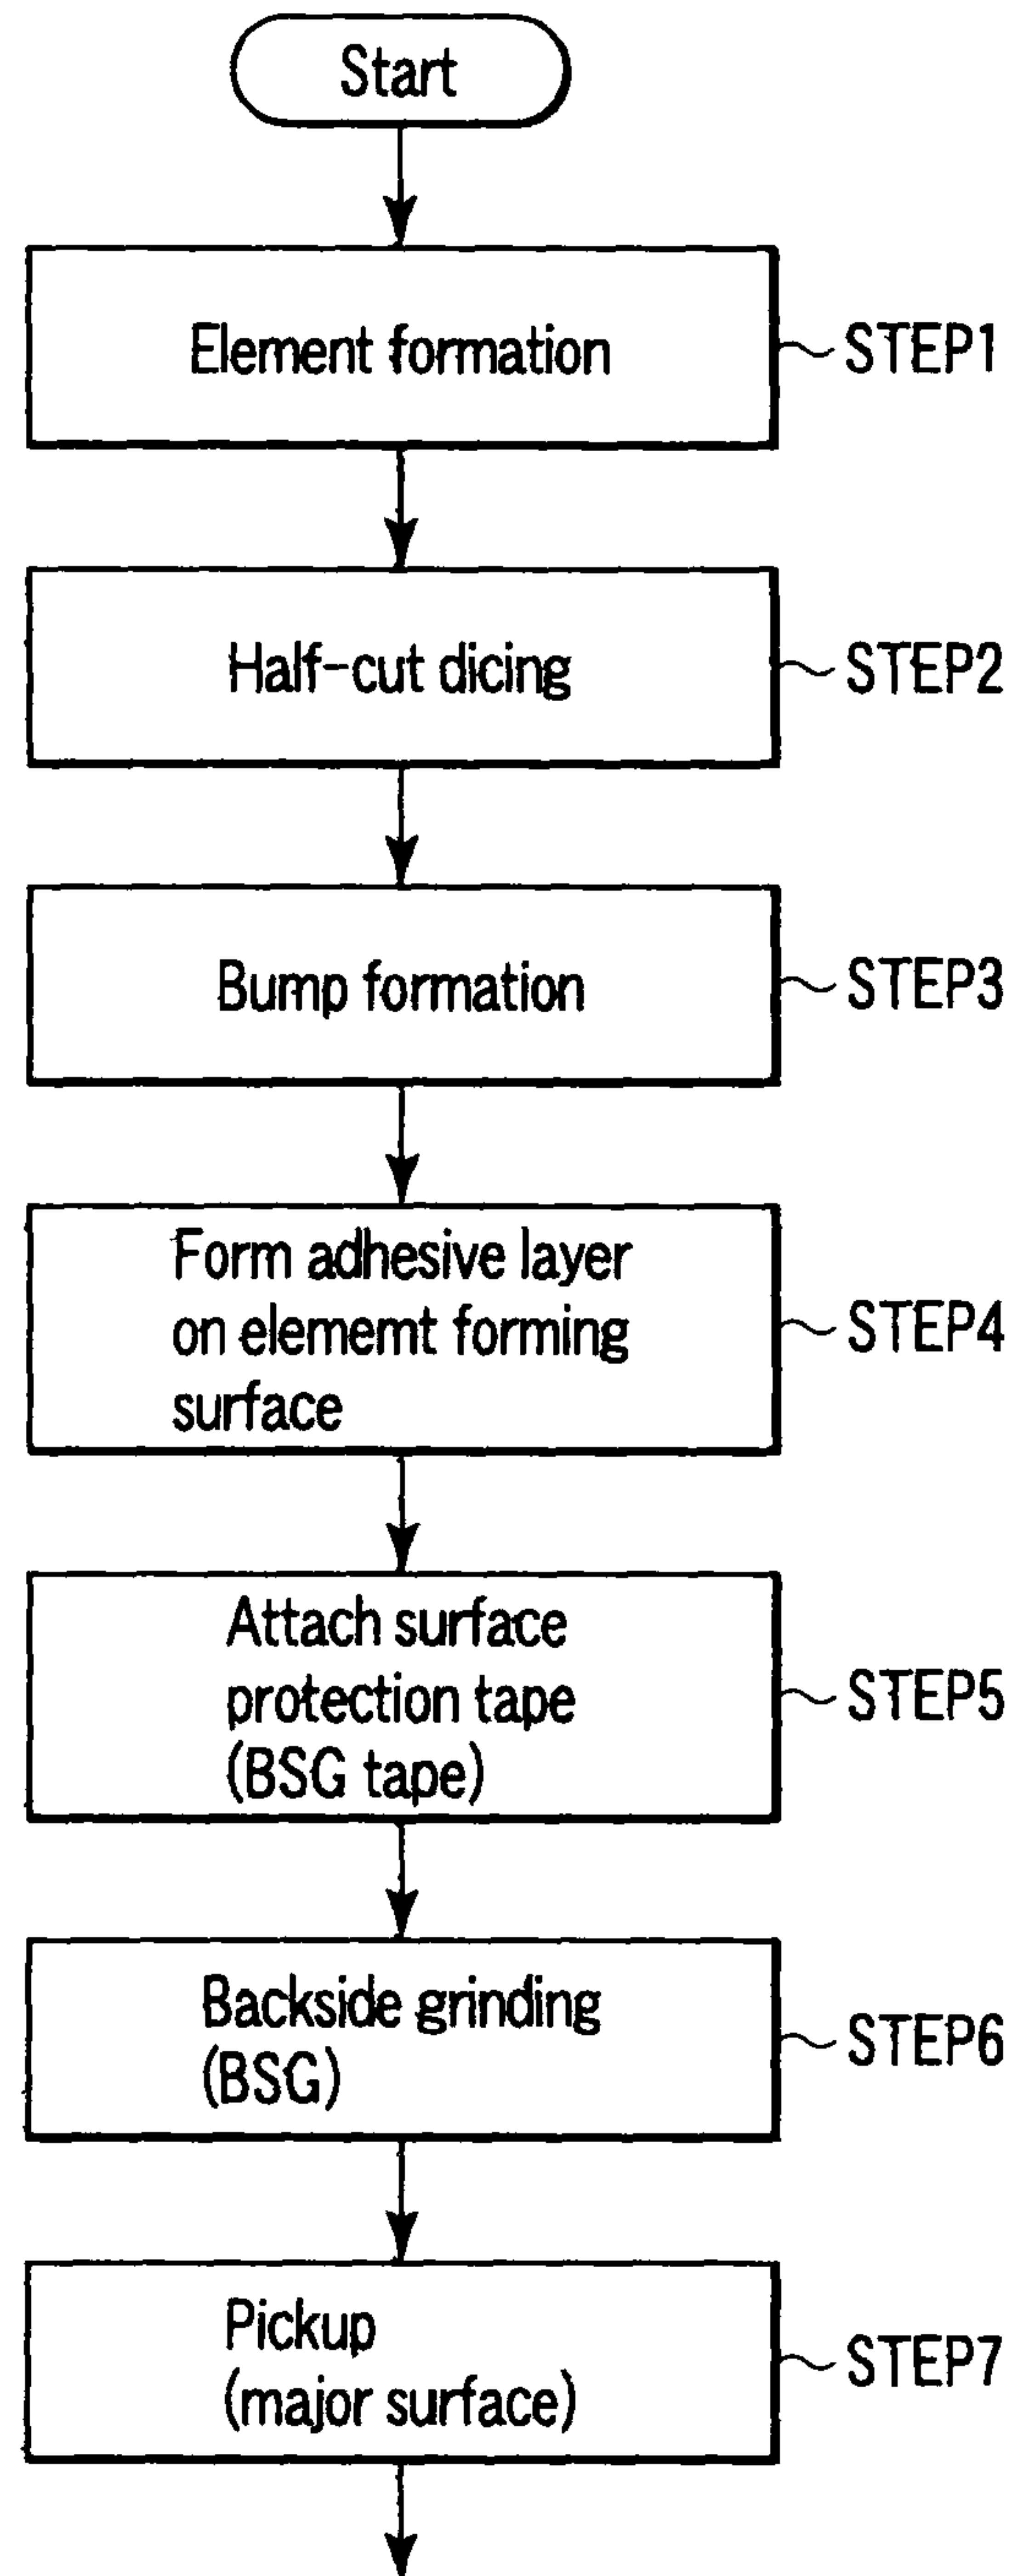 Start
Element formation
STEP1
Half-cut dicing
STEP2
Bump formation
STEP3
Form adhesive layer
on elememt forming
surface
STEP4
Attach surface
protection tape
(BSG tape)
STEP5
Backside grinding
(BSG)
STEP6
Pickup
(major surface)
STEP7